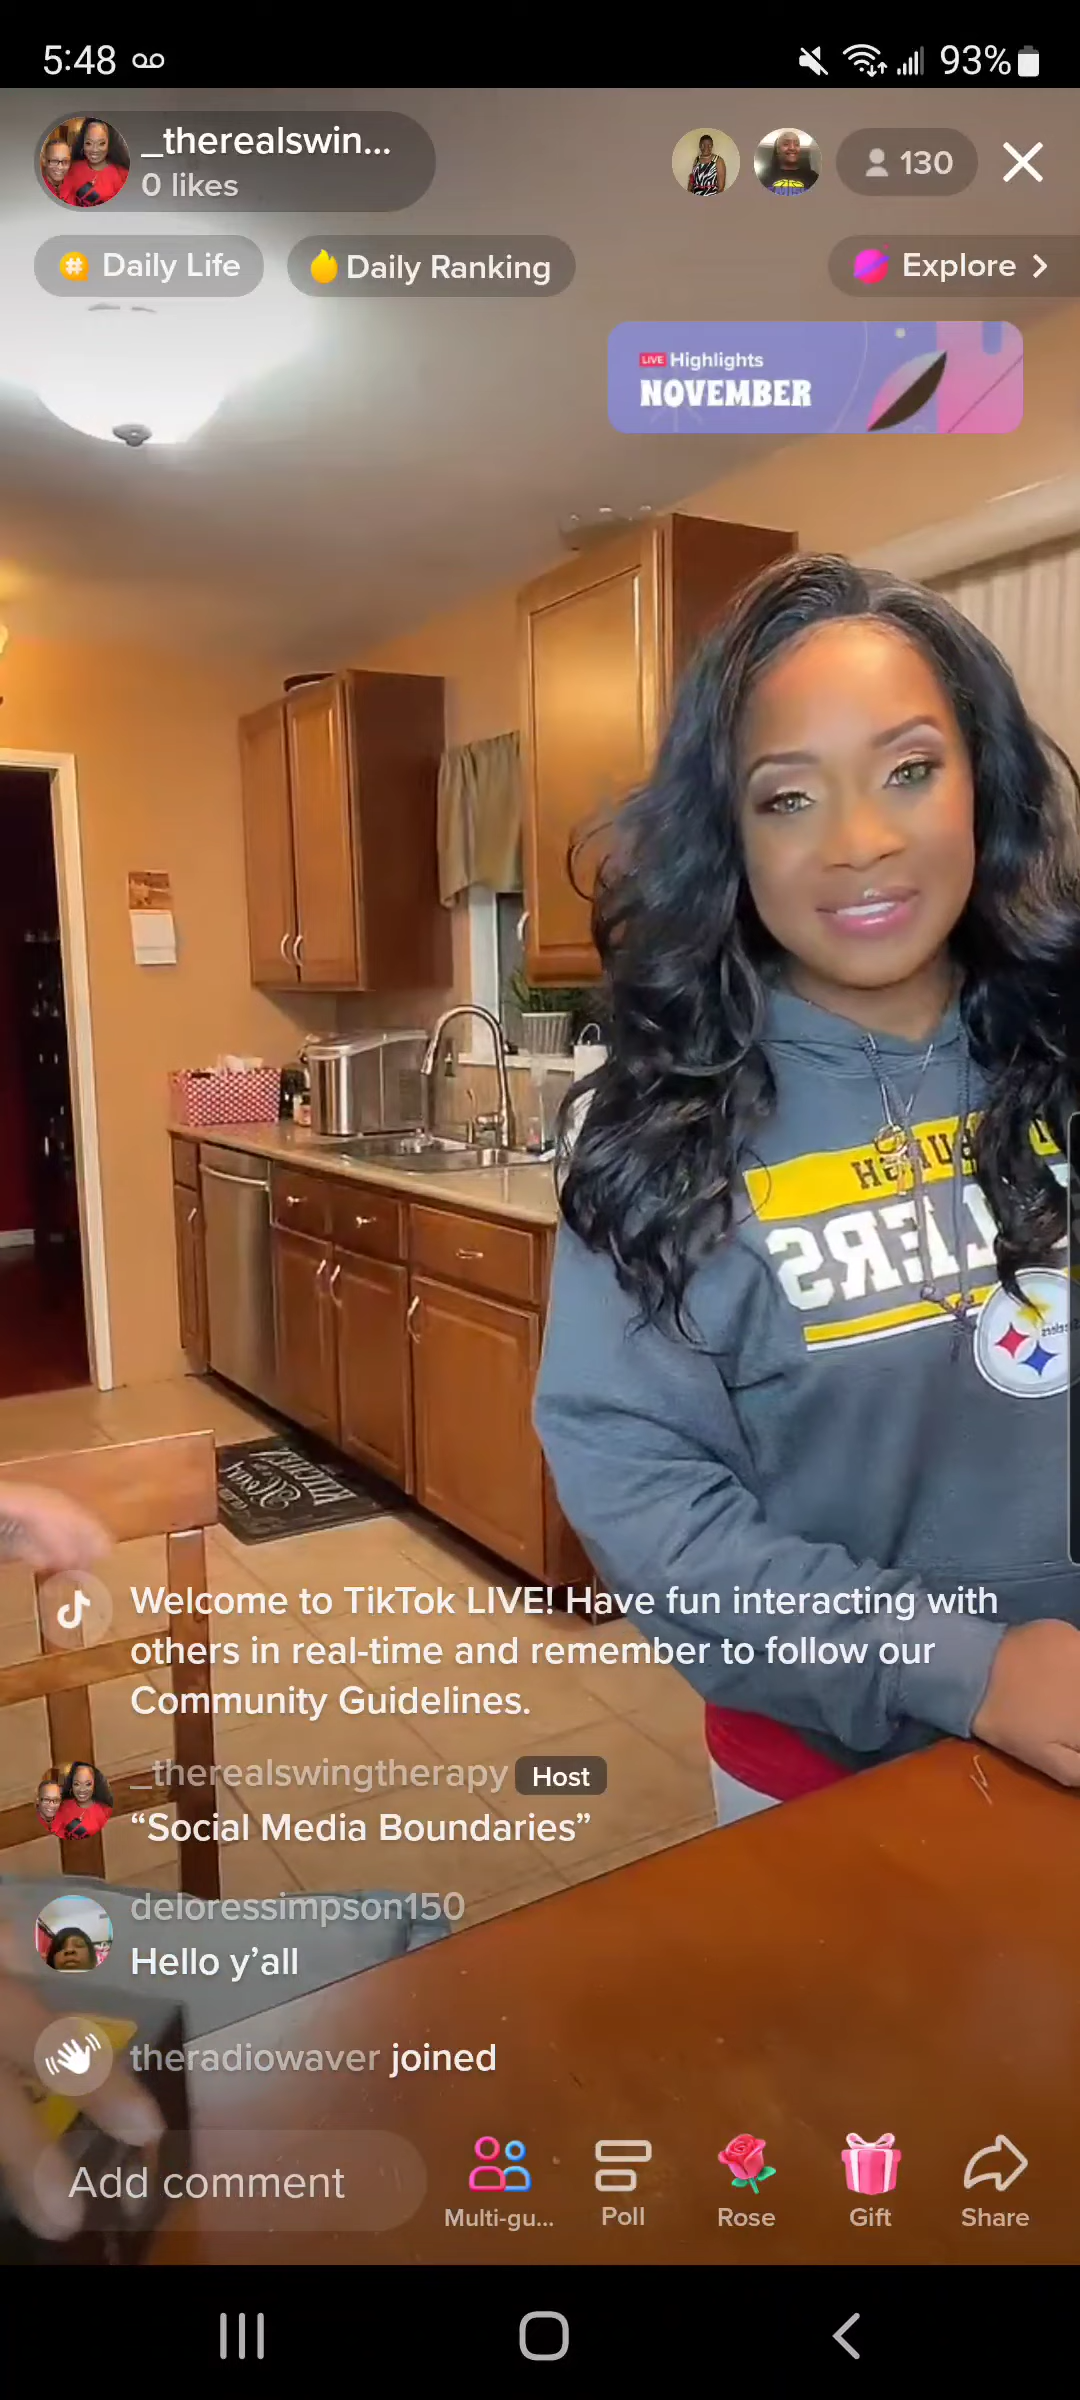 5:48 93%
_therealswin...
0 likes
130
Daily Life
Daily Ranking
Explore >
LIVE Highlights
NOVEMBER
Steelers
Welcome to TikTok LIVE! Have fun interacting with
others in real-time and remember to follow our
Community Guidelines.
_therealswingtherapy Host
“Social Media Boundaries”
deloressimpson150
Hello y’all
theradiowaver joined
Add comment
Multi-gu...
Poll
Rose
Gift
Share